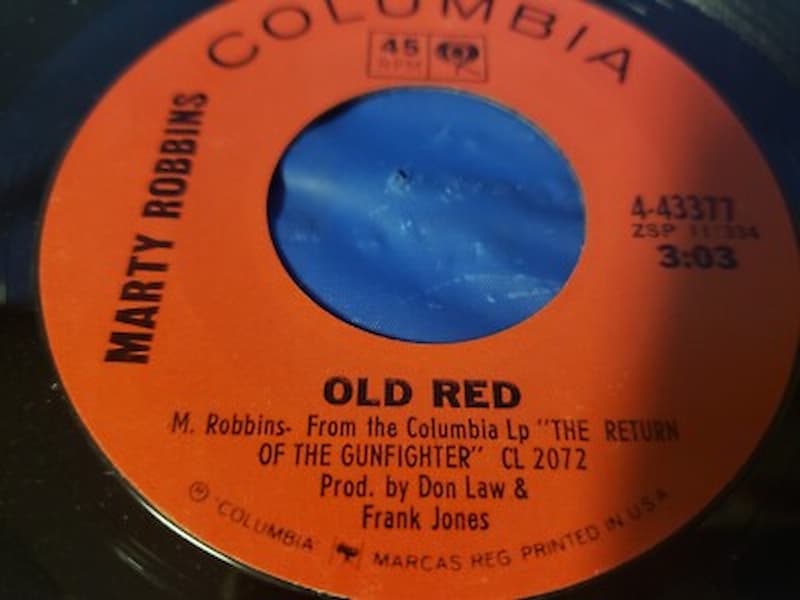 COLUMBIA
45
RPM
MARTY ROBBINS
4-43377
ZSP
3:03
OLD RED
M. Robbins- From the Columbia Lp "THE RETURN
OF THE GUNFIGHTER" CL 2072
Prod. by Don Law &
Frank Jones
Ⓟ "COLUMBIA" MARCAS REG PRINTED IN U S A